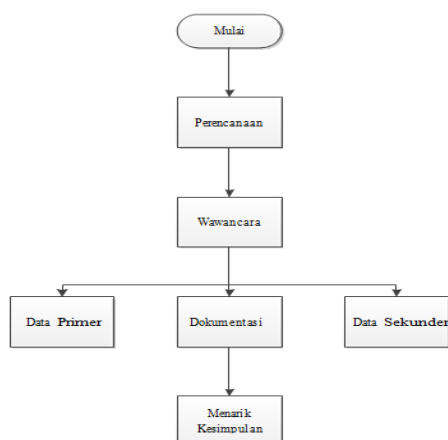 Mulai
Perencanaan
Wawancara
Data Primer
Dokumentasi
Data Sekunder
Menarik
Kesimpulan